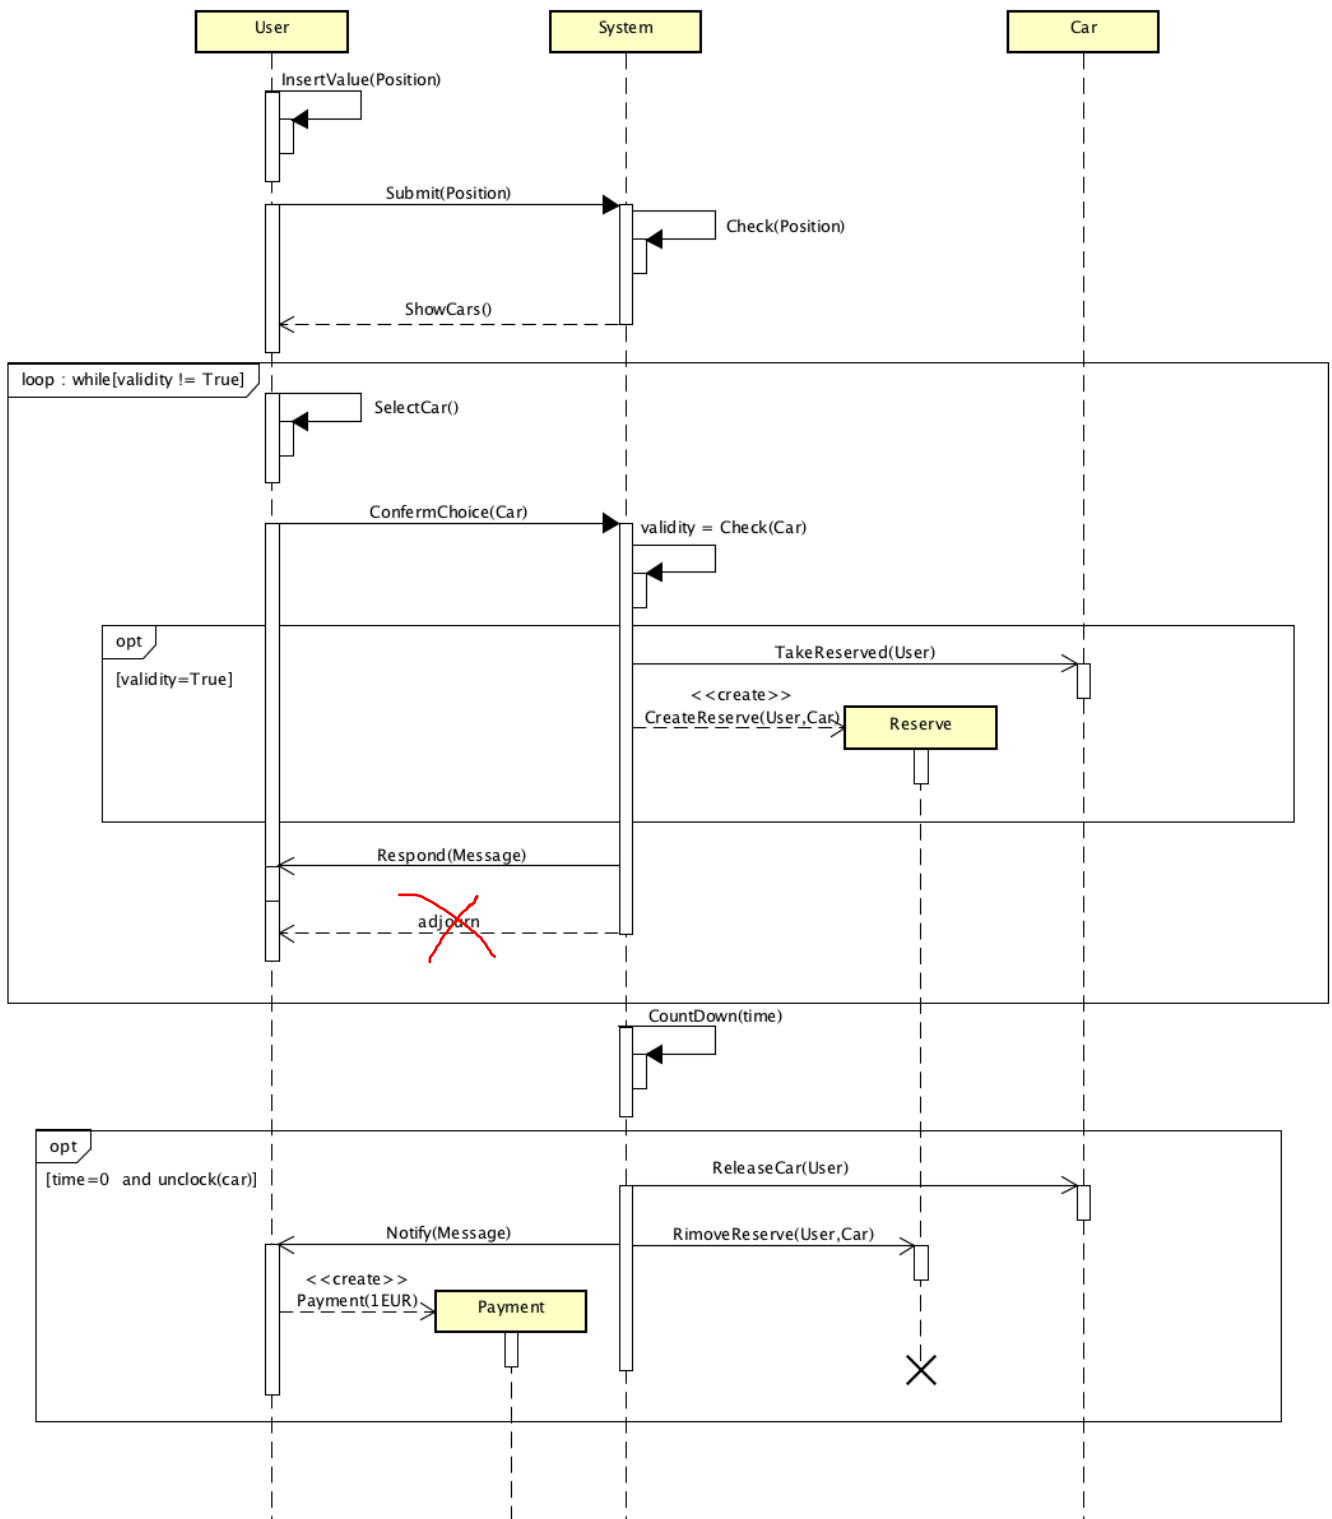 User
System
Car
InsertValue(Position)
Submit(Position)
Check(Position)
ShowCars()
loop : while[validity != True]
SelectCar()
ConfermChoice(Car)
validity = Check(Car)
opt
[validity=True]
TakeReserved(User)
<<create>>
CreateReserve(User,Car)
Reserve
Respond(Message)
adjourn
CountDown(time)
opt
[time=0 and unclock(car)]
ReleaseCar(User)
Notify(Message)
RimoveReserve(User,Car)
<<create>>
Payment(1EUR)
Payment